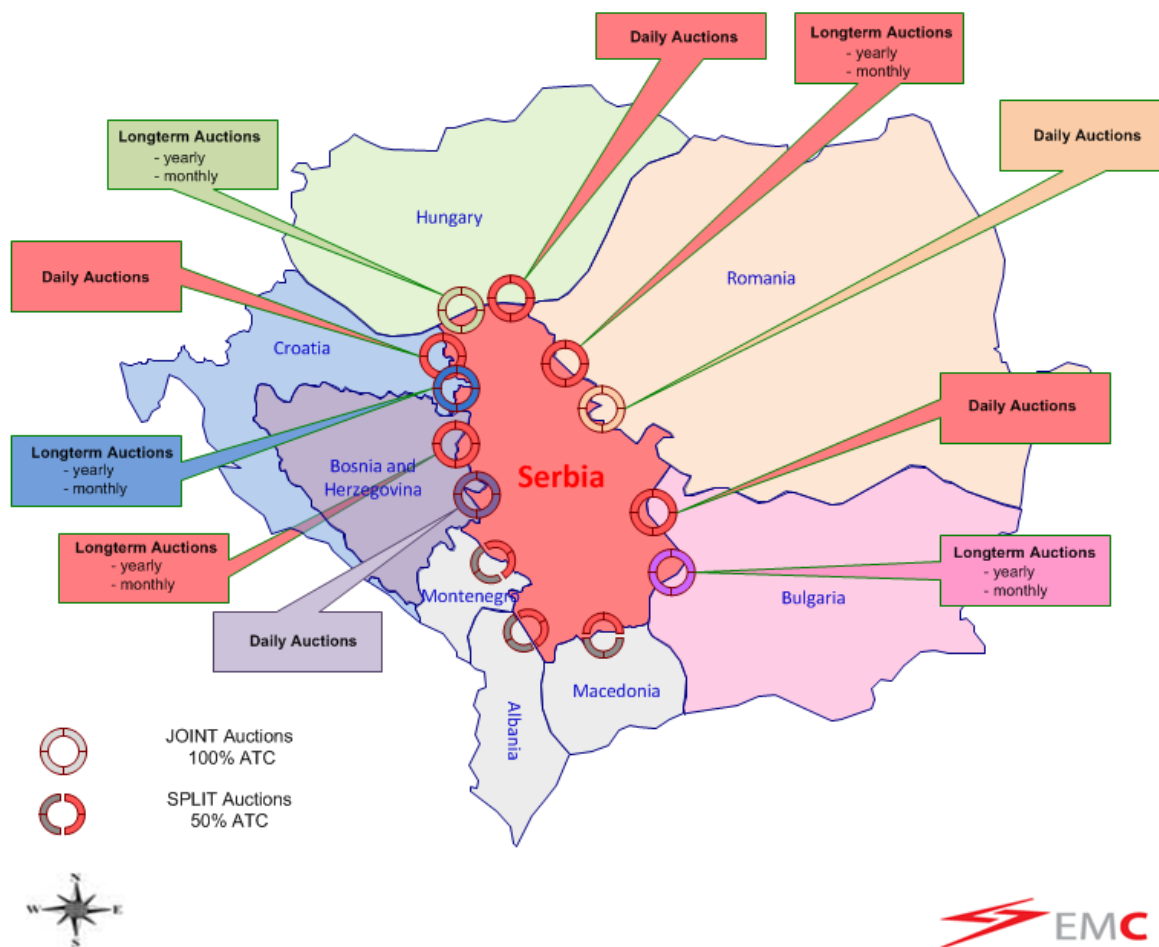 Daily Auctions
Longterm Auctions
- yearly
- monthly
Daily Auctions
Longterm Auctions
- yearly
- monthly
Hungary
Daily Auctions
Romania
Croatia
Daily Auctions
Longterm Auctions
- yearly
- monthly
Bosnia and
Herzegovina
Serbia
Longterm Auctions
- yearly
- monthly
Longterm Auctions
- yearly
- monthly
Montenegro
Bulgaria
Daily Auctions
Macedonia
Albania
JOINT Auctions
100% ATC
SPLIT Auctions
50% ATC
N
W
E
S
EMC